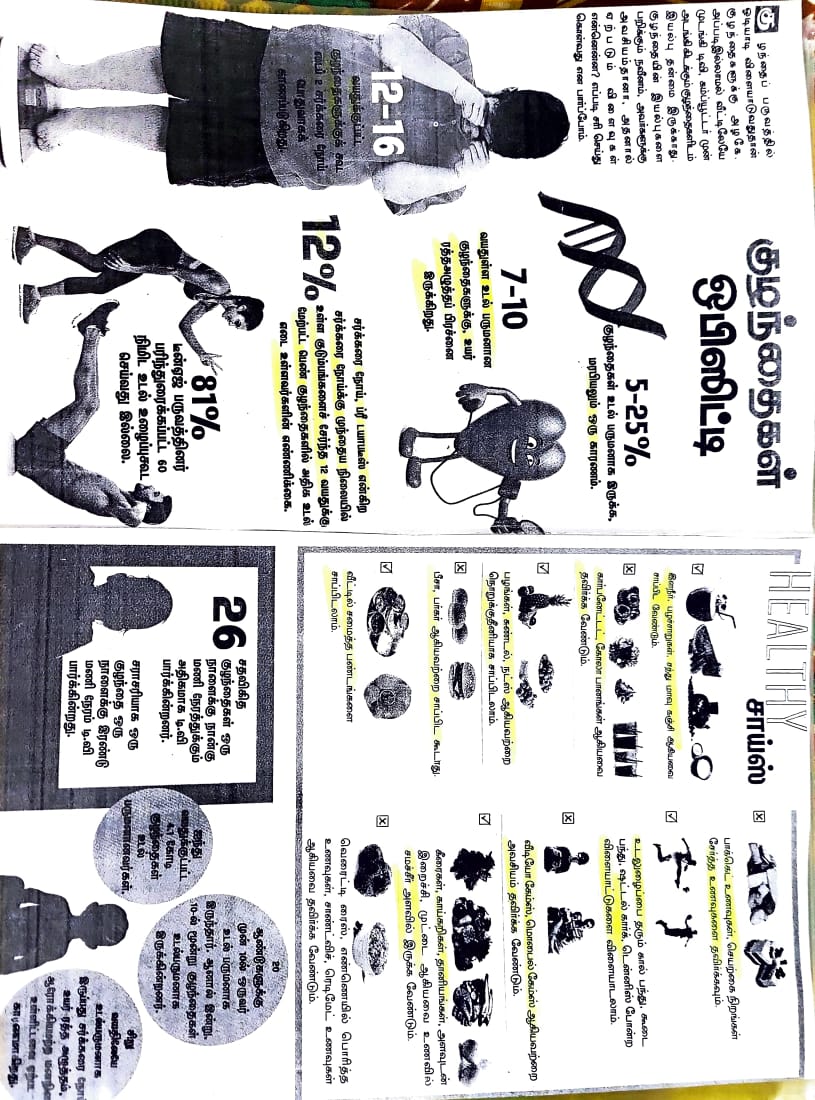 குழந்தைப் பருவத்தில்
ஓடியாடி விளையாடுவதுதான்
குழந்தைகளுக்கு அழகே.
அப்படிஇல்லாமல் வீட்டிலேயே
முடங்கி டிவி, கம்ப்யூட்டர் முன்
அடங்கிகிடக்கும்குழந்தைகளிடம்
இயல்பு தன்மை இருக்காது.
குழந்தையின் இயல்புகளை
பறிக்கும் நவீனம், அவர்களுக்கு
அவசியம்தானா, அதனால்
ஏற்படும் விளைவுகள்
என்னென்ன? எப்படி சரி செய்து
கொள்வது என பார்ப்போம்.
குழந்தைகள்
ஒபிஸிட்டி
5-25%
குழந்தைகள் உடல் பருமனாக இருக்க,
மரபியலும் ஒரு காரணம்.
7-10
வயதுள்ள உடல் பருமனான
குழந்தைகளுக்கு, உயர்
ரத்தஅழுத்தப் பிரச்னை
இருக்கிறது.
12-16
வயதுக்குட்பட்ட
குழந்தைகளுக்குக் கூட
டைப் 2 சர்க்கரை நோய்
பொதுவாகக்
காணப்படுகிறது.
12%
சர்க்கரை நோய், ப்ரீ டயாபடீஸ் என்கிற
சர்க்கரை நோய்க்கு முந்தைய நிலையில்
உள்ள குடும்பங்களைச் சேர்ந்த 12 வயதுக்கு
மேற்பட்ட பெண் குழந்தைகளில் அதிக உடல்
எடை உள்ளவர்களின் எண்ணிக்கை.
81%
டீன்ஏஜ் பருவத்தினர்
பரிந்துரைக்கப்பட்ட 60
நிமிட உடல் உழைப்புகூட
செய்வது இல்லை.
HEALTHY
சாய்ஸ்
இளநீர், பழச்சாறுகள், சத்து மாவு கஞ்சி ஆகியவை
சாப்பிட வேண்டும்.
கார்பனேட்டட், கோலா பானங்கள் ஆகியவை
தவிர்க்க வேண்டும்.
பழங்கள், சுண்டல், நட்ஸ் ஆகியவற்றை
நொறுக்குதீனியாக சாப்பிடலாம்.
பீசா, பர்கர் ஆகியவற்றை சாப்பிட கூடாது.
வீட்டில் சமைத்த பண்டங்களை
சாப்பிடலாம்.
பாக்கெட் உணவுகள், செயற்கை நிறங்கள்
சேர்த்த உணவுகளை தவிர்க்கவும்.
உடலுழைப்பை தரும் கால் பந்து, கூடை
பந்து, ஷட்டல் கார்க், டென்னிஸ் போன்ற
விளையாட்டுகளை விளையாடலாம்.
வீடியோ கேம்ஸ், மொபைல் கேம்ஸ் ஆகியவற்றை
அவசியம் தவிர்க்க வேண்டும்.
கீரைகள், காய்கறிகள், தானியங்கள், அளவுடன்
இறைச்சி, முட்டை ஆகியவை உணவில்
சமச்சீர் அளவில் இருக்க வேண்டும்.
வெரைட்டி ரைஸ், எண்ணெயில் பொரித்த
உணவுகள், சாண்ட்விச், ரெடிமேட் உணவுகள்
ஆகியவை தவிர்க்க வேண்டும்.
26
சதவிகித
குழந்தைகள் ஒரு
நாளைக்கு நான்கு
மணி நேரத்துக்கும்
அதிகமாக டி.வி
பார்க்கின்றனர்.
சராசரியாக ஒரு
குழந்தை ஒரு
நாளைக்கு இரண்டு
மணி நேரம் டி.வி
பார்க்கின்றது.
ஐந்து
வயதுக்குட்பட்ட
4.1 கோடி
குழந்தைகள்
உடல்
பருமனானவர்கள்.
20
ஆண்டுகளுக்கு
முன் 10ல் ஒருவர்
உடல் பருமனாக
இருந்தார். ஆனால் இன்று,
10-ல் மூன்று குழந்தைகள்
உடல்பருமனாக
இருக்கின்றனர்.
சிறு
வயதிலேயே
உடல்பருமனாக
இருப்பது சர்க்கரை நோய்
உயர் ரத்த அழுத்தம்,
ஆரோக்கியமற்ற
உள்ளிட்டவை ஏற்பட
காரணமாகிறது.